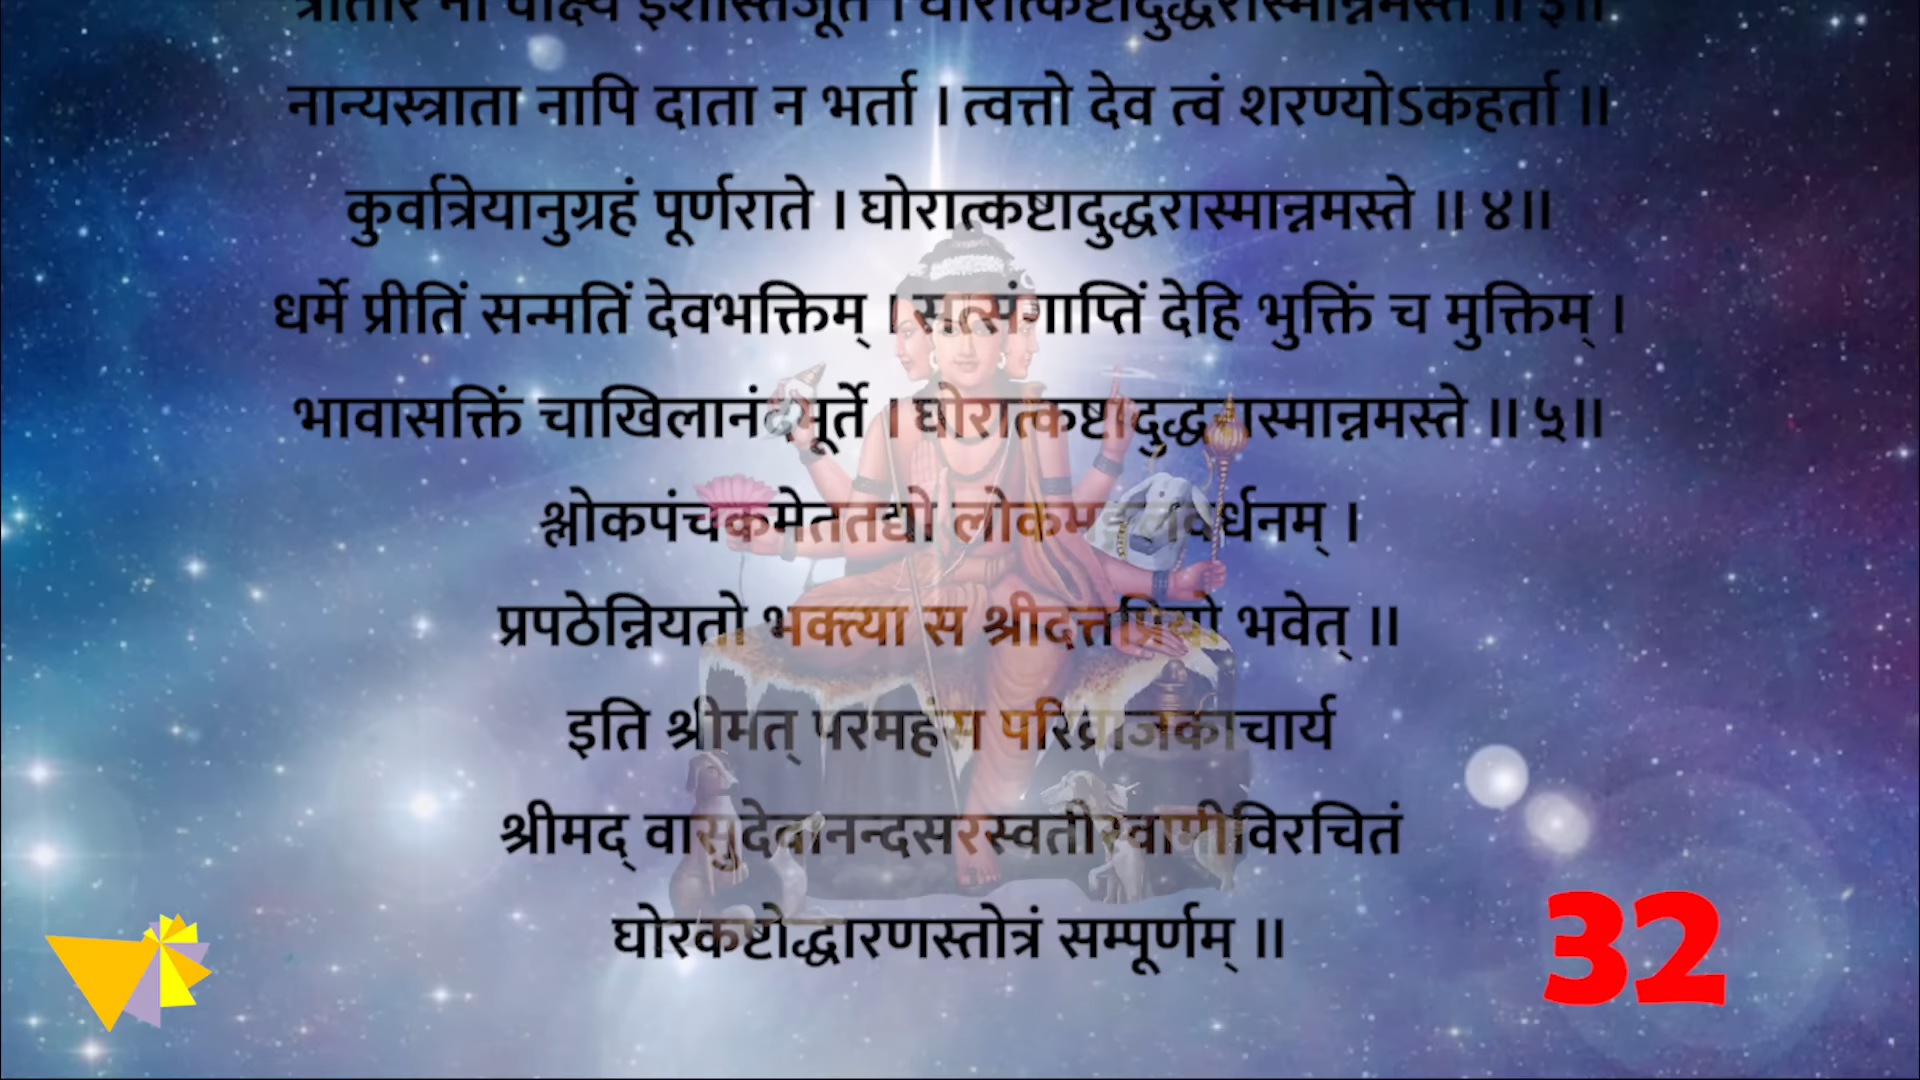 नान्यस्त्राता नापि दाता न भर्ता । त्वत्तो देव त्वं शरण्योऽकहर्ता ॥
कुर्वात्रेयानुग्रहं पूर्णराते । घोरात्कष्टादुद्धरास्मान्नमस्ते ॥ ४॥
धर्मे प्रीतिं सन्मतिं देवभक्तिम् । सत्संगाप्तिं देहि भुक्तिं च मुक्तिम् ।
भावासक्तिं चाखिलानंदमूर्ते । घोरात्कष्टादुद्धरास्मान्नमस्ते ॥ ५॥
श्लोकपंचकमेततद्यो
प्रपठेन्नियतो भक्त्या स श्रीदत्तप्रियो भवेत् ॥
इति श्रीमत् परमहंस परिव्राजकाचार्य
श्रीमद् वासुदेवानन्दसरस्वतीस्वामीविरचितं
घोरकष्टोद्धारणस्तोत्रं सम्पूर्णम् ॥
32